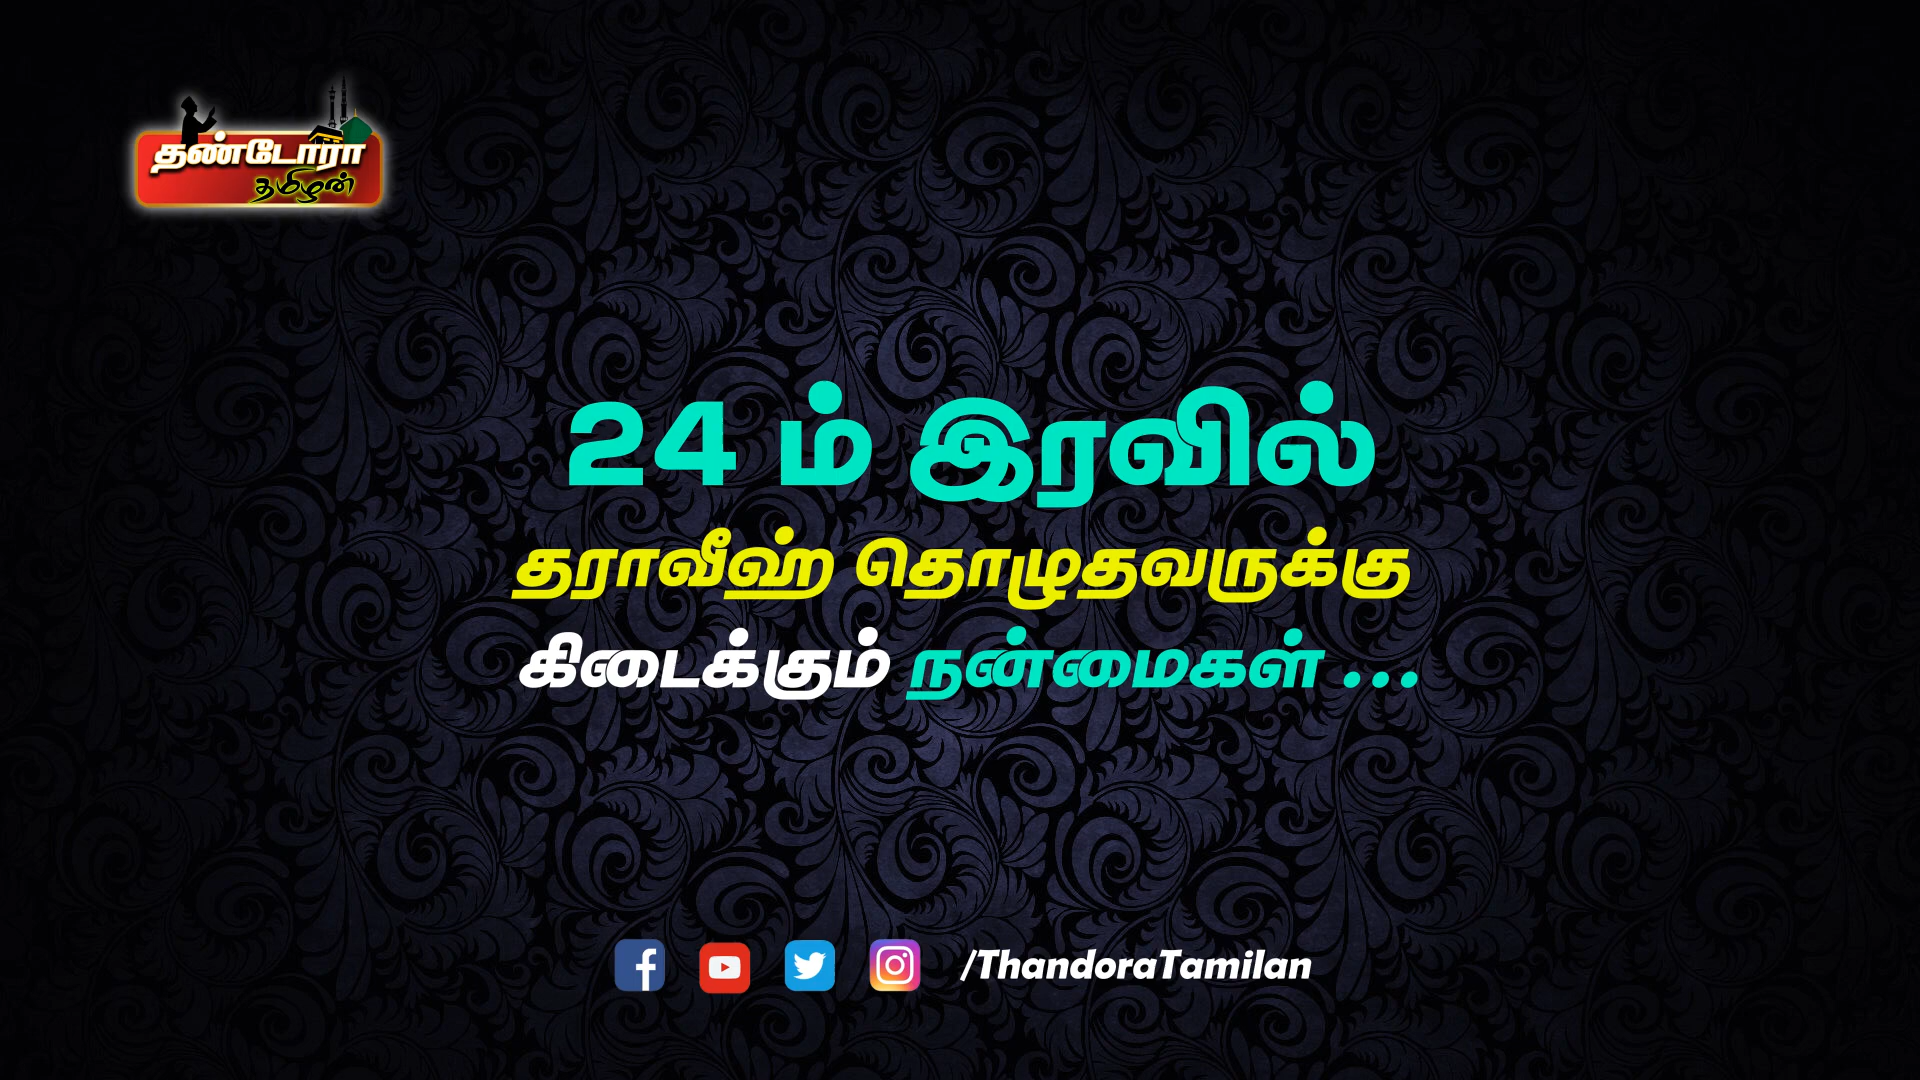 தண்டோரா
தமிழன்
24 ம் இரவில்
தராவீஹ் தொழுதவருக்கு
கிடைக்கும் நன்மைகள் ...
/ThandoraTamilan